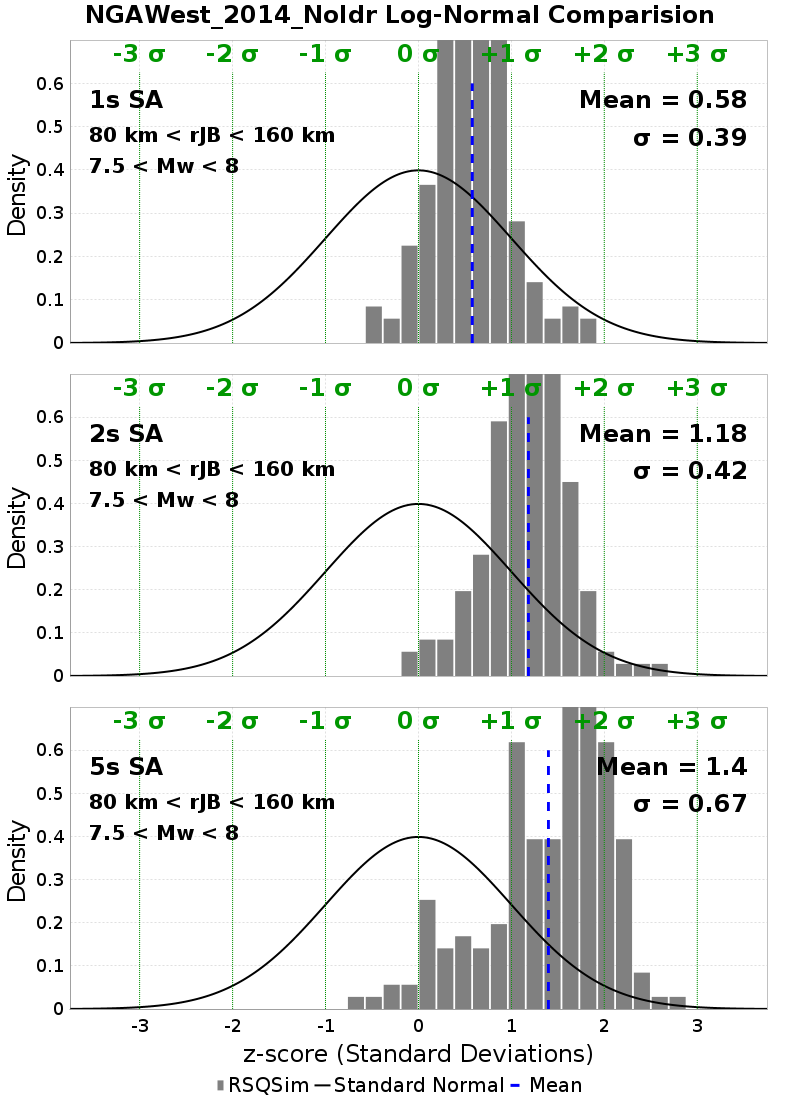 NGAWest_2014_NoIdr Log-Normal Comparision
-3 σ -2 σ -1 σ 0 σ +1 σ +2 σ +3 σ
1s SA
Mean = 0.58
80 km < rJB < 160 km
σ = 0.39
7.5 < Mw < 8
Density
0.6
0.5
0.4
0.3
0.2
0.1
0
-3 σ -2 σ -1 σ 0 σ +1 σ +2 σ +3 σ
2s SA
Mean = 1.18
80 km < rJB < 160 km
σ = 0.42
7.5 < Mw < 8
Density
0.6
0.5
0.4
0.3
0.2
0.1
0
-3 σ -2 σ -1 σ 0 σ +1 σ +2 σ +3 σ
5s SA
Mean = 1.4
80 km < rJB < 160 km
σ = 0.67
7.5 < Mw < 8
Density
0.6
0.5
0.4
0.3
0.2
0.1
0
-3 -2 -1 0 1 2 3
z-score (Standard Deviations)
RSQSim Standard Normal Mean